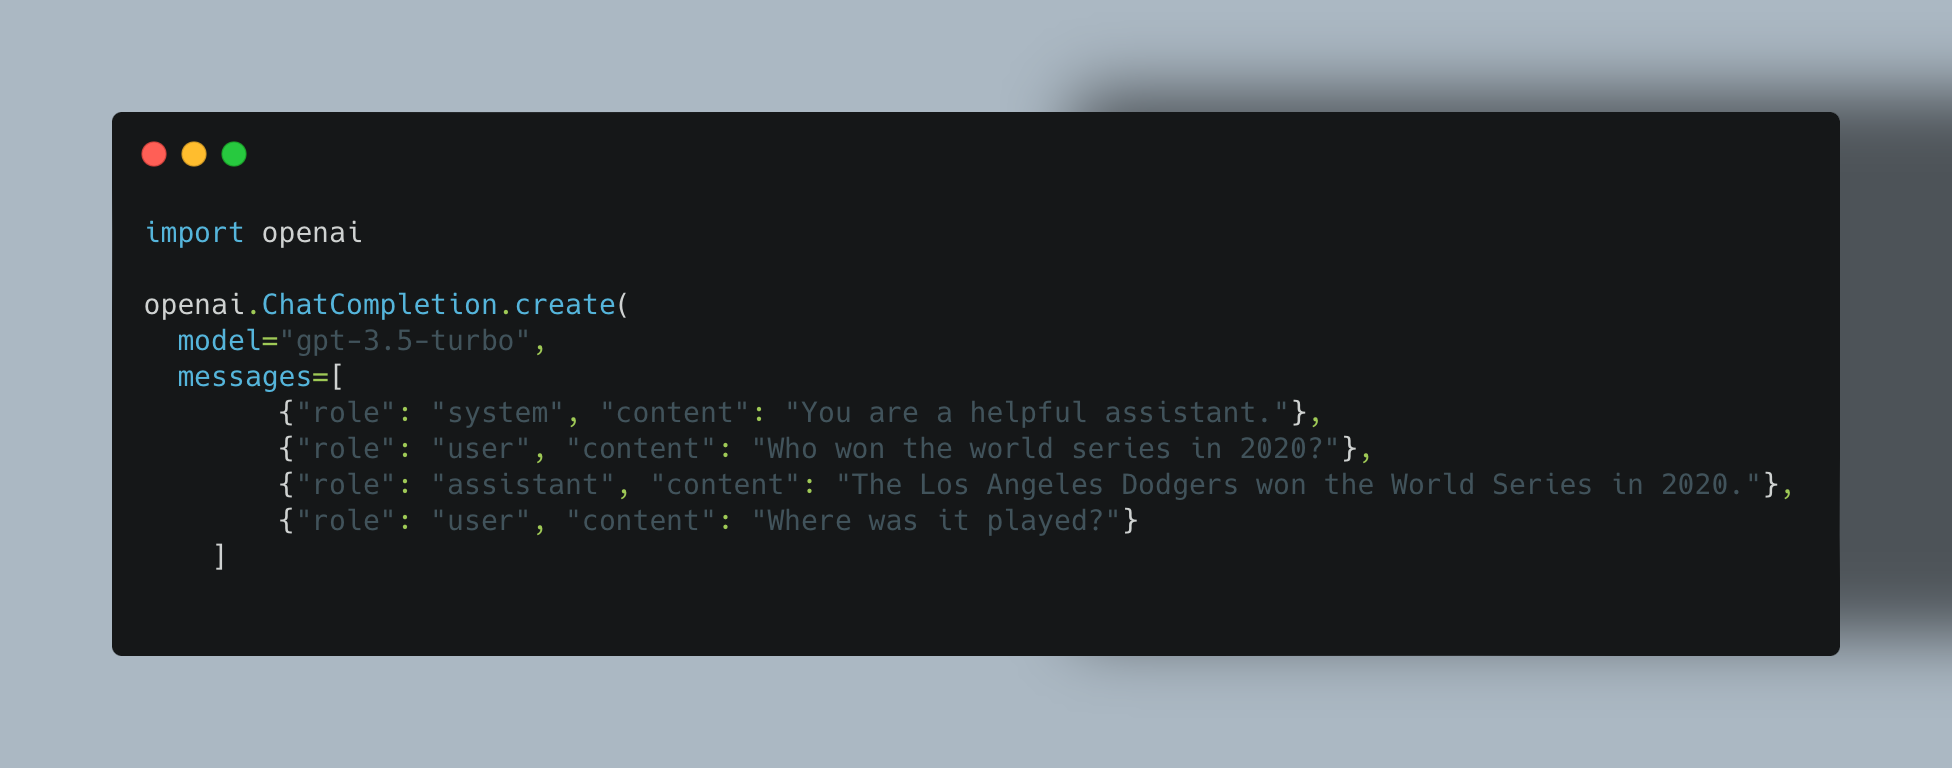 import openai

openai.ChatCompletion.create(
  model="gpt-3.5-turbo",
  messages=[
        {"role": "system", "content": "You are a helpful assistant."},
        {"role": "user", "content": "Who won the world series in 2020?"},
        {"role": "assistant", "content": "The Los Angeles Dodgers won the World Series in 2020."},
        {"role": "user", "content": "Where was it played?"}
    ]